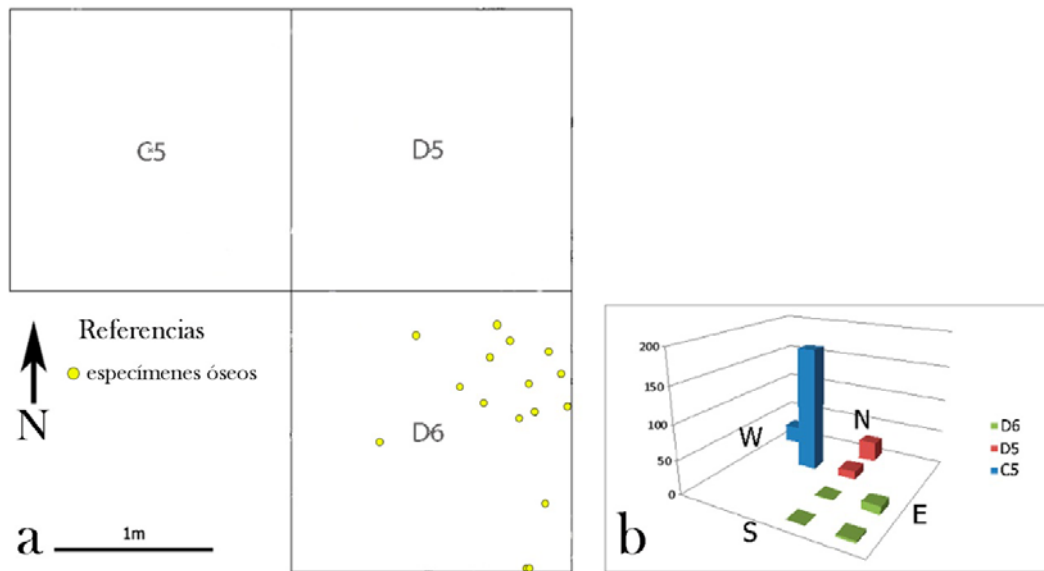 C5
D5
Referencias
especímenes óseos
N
D6
a
1m
200
150
100
50
0
W
N
S
E
D6
D5
C5
b